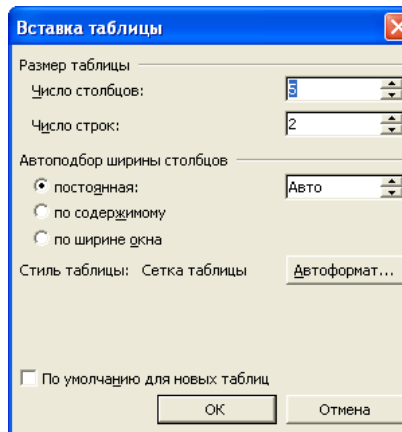 Вставка таблицы
Размер таблицы
Число столбцов: 5
Число строк: 2
Автоподбор ширины столбцов
постоянная: Авто
по содержимому
по ширине окна
Стиль таблицы: Сетка таблицы Автоформат...
По умолчанию для новых таблиц
ОК Отмена